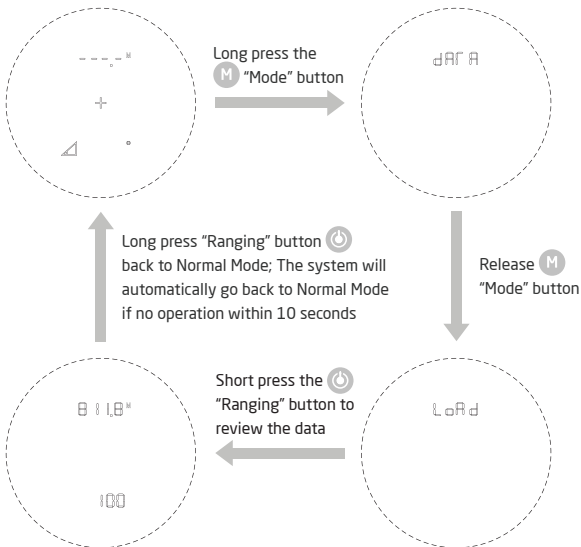 ---.-ᴹ
Long press the
M "Mode" button
dATA
Long press “Ranging” button
back to Normal Mode; The system will
automatically go back to Normal Mode
if no operation within 10 seconds
Release M
“Mode” button
811.8ᴹ
100
Short press the
“Ranging” button to
review the data
LoAd